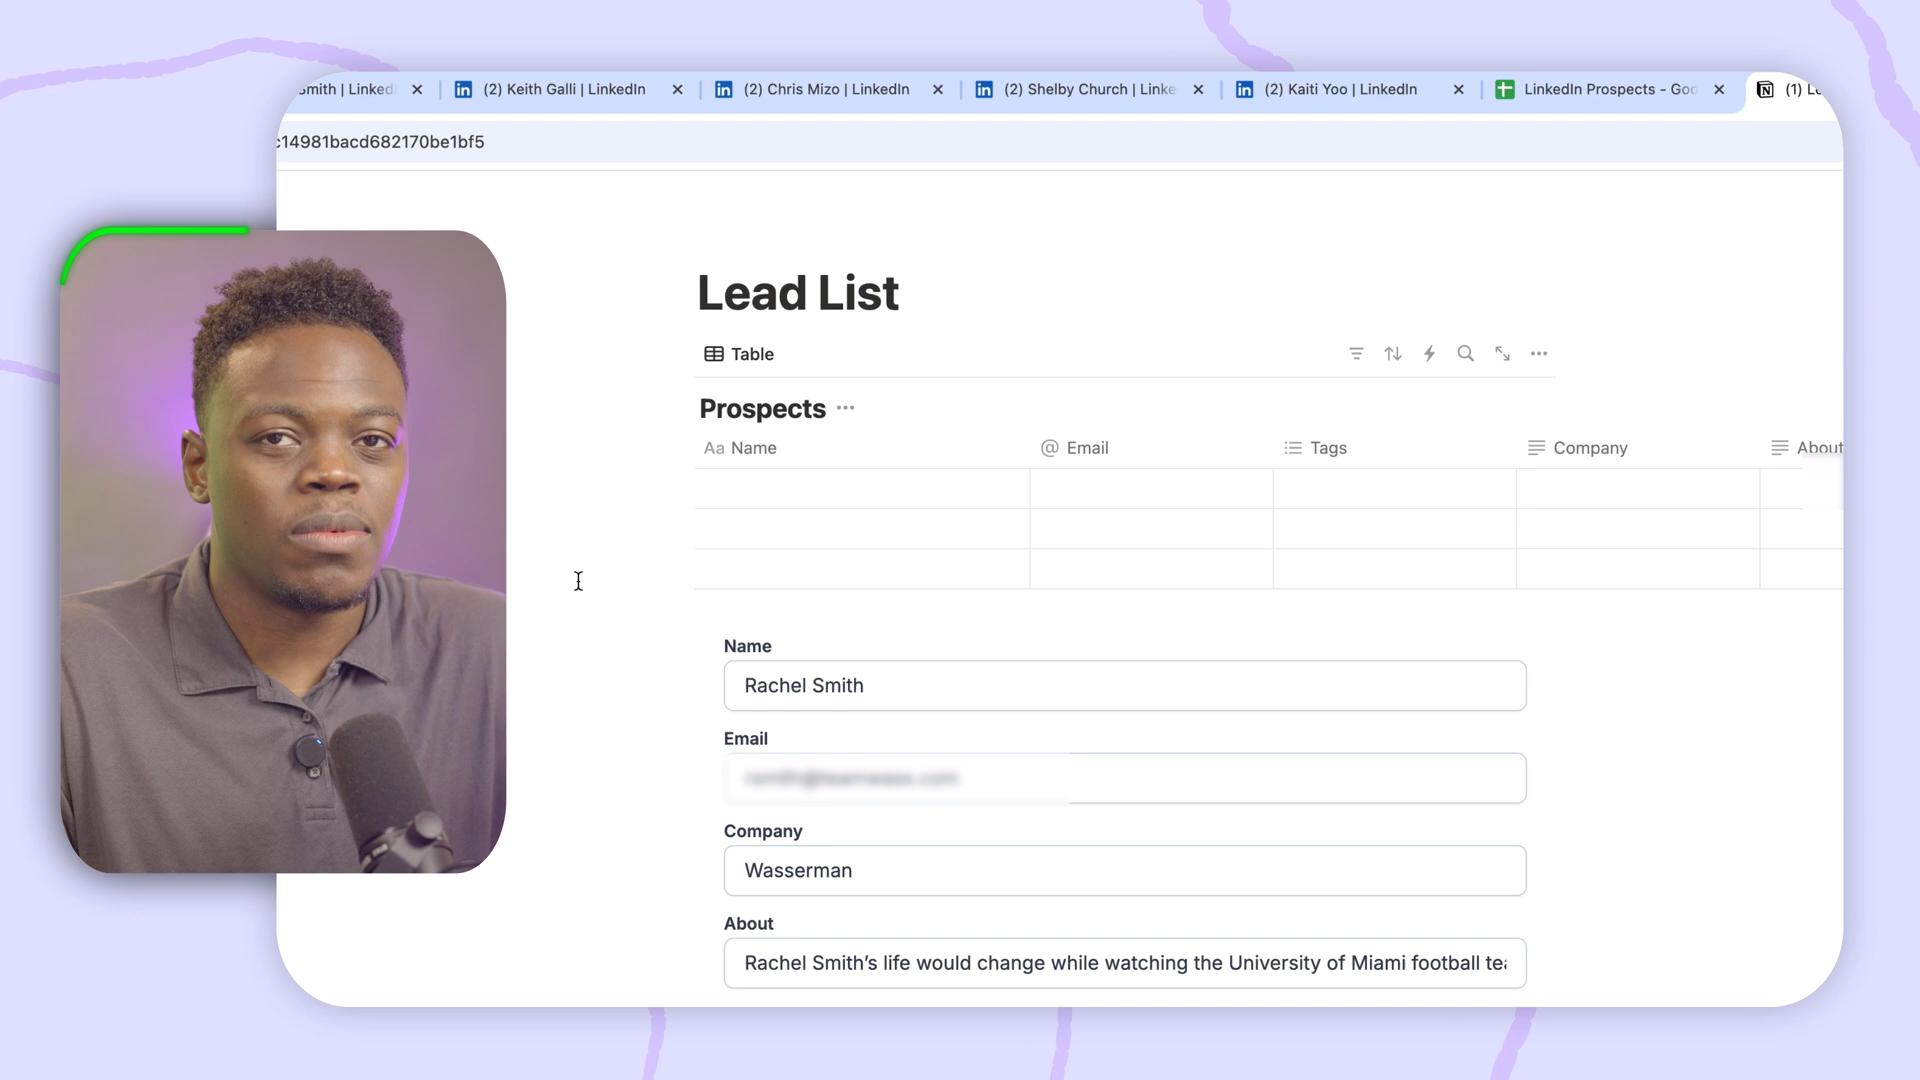 Smith | Linked
(2) Keith Galli | LinkedIn
(2) Chris Mizo | LinkedIn
(2) Shelby Church | Linke
(2) Kaiti Yoo | LinkedIn
LinkedIn Prospects - Goo
(1) Le
c14981bacd682170be1bf5
Lead List
Table
Prospects
Aa Name
@ Email
Tags
Company
About
Name
Rachel Smith
Email
Company
Wasserman
About
Rachel Smith’s life would change while watching the University of Miami football tea